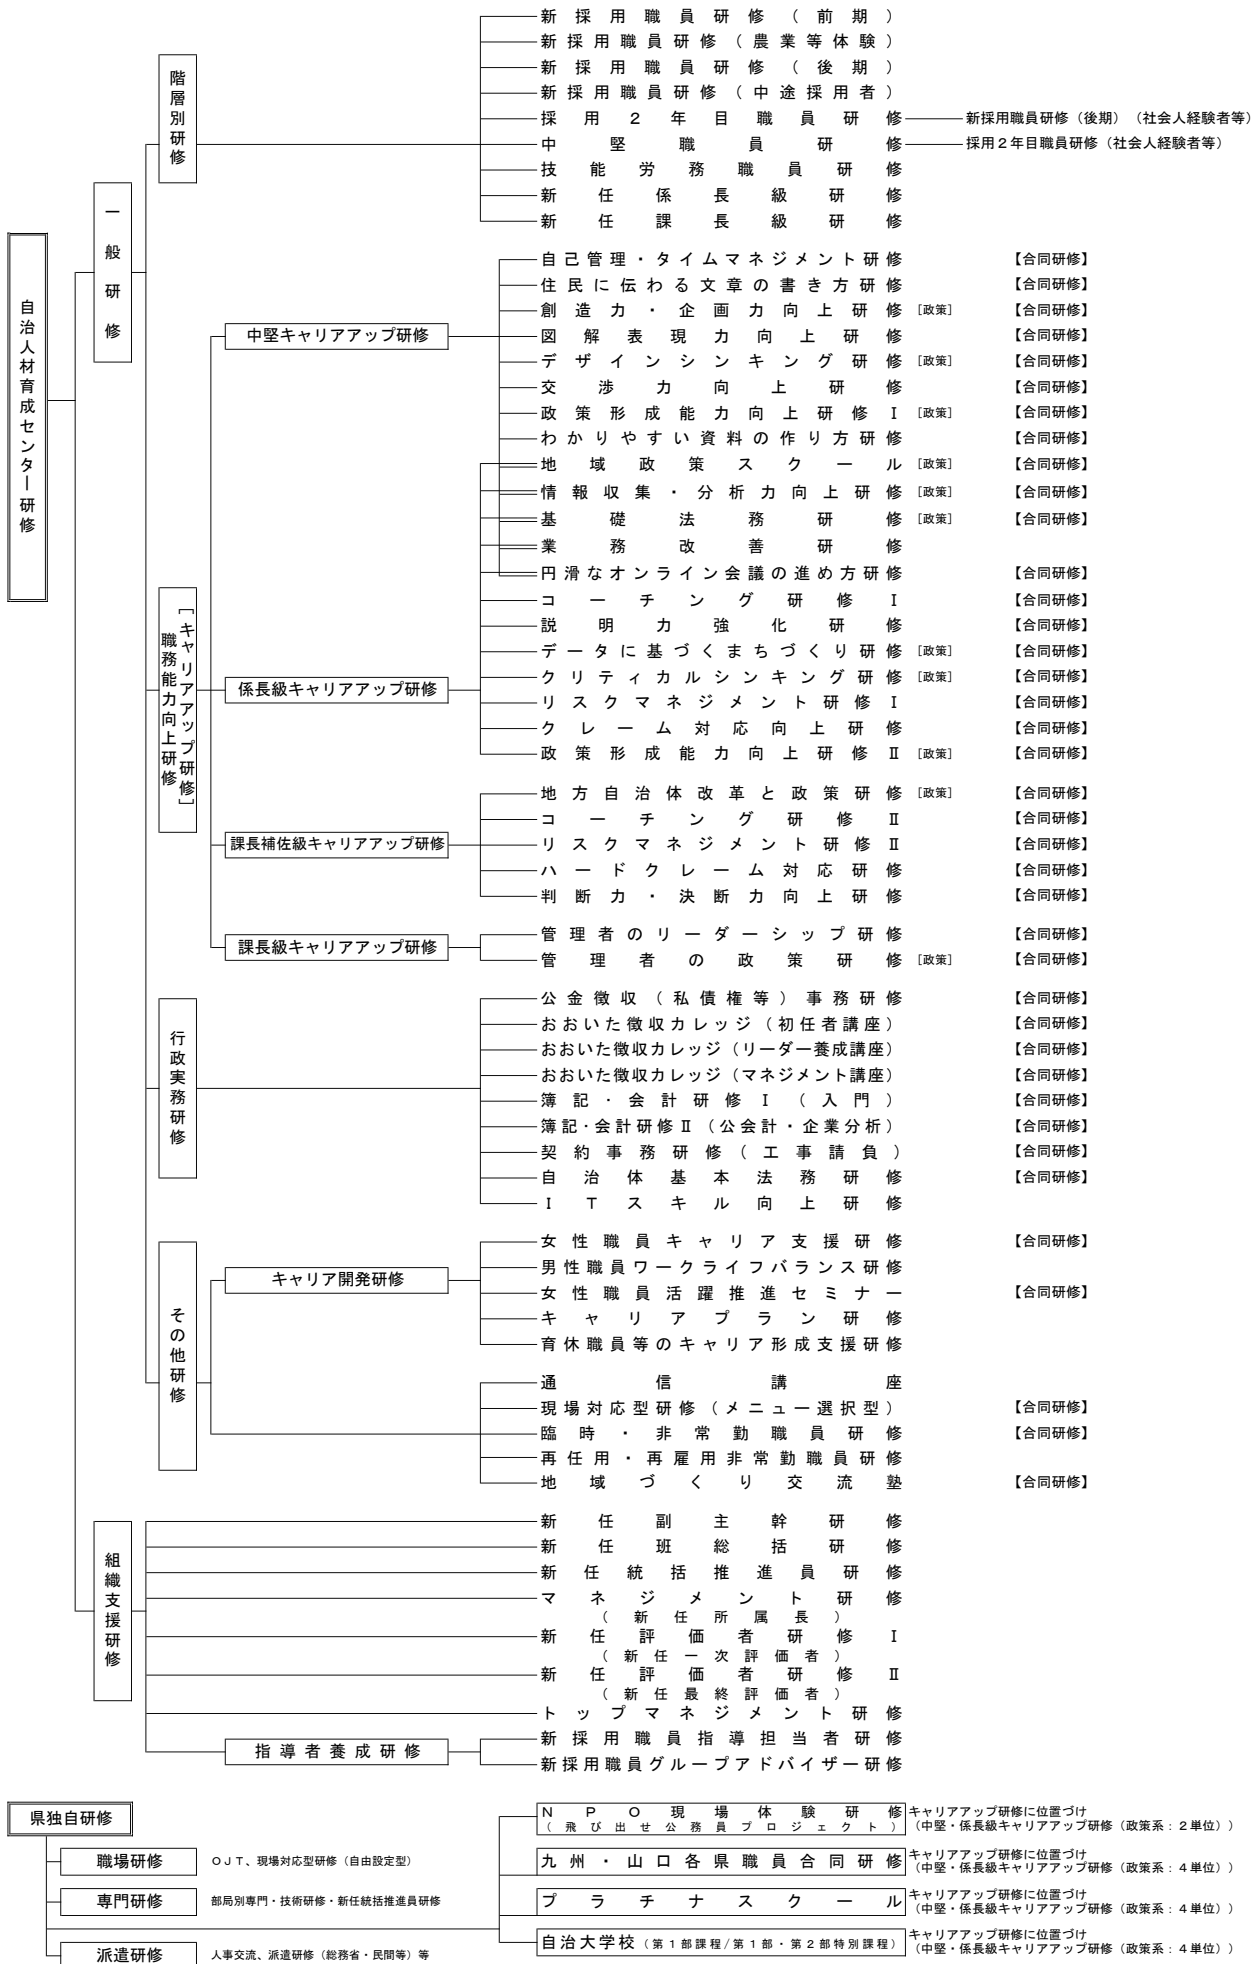 自治人材育成センター研修
一般研修
階層別研修
新採用職員研修（前期）
新採用職員研修（農業等体験）
新採用職員研修（後期）
新採用職員研修（中途採用者）
採用２年目職員研修 新採用職員研修（後期）（社会人経験者等）
中堅職員研修 採用２年目職員研修（社会人経験者等）
技能労務職員研修
新任係長級研修
新任課長級研修
職務能力向上研修
［キャリアアップ研修］
中堅キャリアアップ研修
自己管理・タイムマネジメント研修 【合同研修】
住民に伝わる文章の書き方研修 【合同研修】
創造力・企画力向上研修 ［政策］ 【合同研修】
図解表現力向上研修 【合同研修】
デザインシンキング研修 ［政策］ 【合同研修】
交渉力向上研修 【合同研修】
政策形成能力向上研修Ⅰ ［政策］ 【合同研修】
わかりやすい資料の作り方研修 【合同研修】
地域政策スクール ［政策］ 【合同研修】
情報収集・分析力向上研修 ［政策］ 【合同研修】
基礎法務研修 ［政策］ 【合同研修】
業務改善研修
円滑なオンライン会議の進め方研修 【合同研修】
係長級キャリアアップ研修
コーチング研修Ⅰ 【合同研修】
説明力強化研修 【合同研修】
データに基づくまちづくり研修 ［政策］ 【合同研修】
クリティカルシンキング研修 ［政策］ 【合同研修】
リスクマネジメント研修Ⅰ 【合同研修】
クレーム対応向上研修 【合同研修】
政策形成能力向上研修Ⅱ ［政策］ 【合同研修】
課長補佐級キャリアアップ研修
地方自治体改革と政策研修 ［政策］ 【合同研修】
コーチング研修Ⅱ 【合同研修】
リスクマネジメント研修Ⅱ 【合同研修】
ハードクレーム対応研修 【合同研修】
判断力・決断力向上研修 【合同研修】
課長級キャリアアップ研修
管理者のリーダーシップ研修 【合同研修】
管理者の政策研修 ［政策］ 【合同研修】
行政実務研修
公金徴収（私債権等）事務研修 【合同研修】
おおいた徴収カレッジ（初任者講座） 【合同研修】
おおいた徴収カレッジ（リーダー養成講座） 【合同研修】
おおいた徴収カレッジ（マネジメント講座） 【合同研修】
簿記・会計研修Ⅰ（入門） 【合同研修】
簿記・会計研修Ⅱ（公会計・企業分析） 【合同研修】
契約事務研修（工事請負） 【合同研修】
自治体基本法務研修 【合同研修】
ＩＴスキル向上研修
その他研修
キャリア開発研修
女性職員キャリア支援研修 【合同研修】
男性職員ワークライフバランス研修
女性職員活躍推進セミナー 【合同研修】
キャリアプラン研修
育休職員等のキャリア形成支援研修
通信講座
現場対応型研修（メニュー選択型） 【合同研修】
臨時・非常勤職員研修 【合同研修】
再任用・再雇用非常勤職員研修
地域づくり交流塾 【合同研修】
組織支援研修
新任副主幹研修
新任班総括研修
新任統括推進員研修
マネジメント研修
（新任所属長）
新任評価者研修Ⅰ
（新任一次評価者）
新任評価者研修Ⅱ
（新任最終評価者）
トップマネジメント研修
指導者養成研修
新採用職員指導担当者研修
新採用職員グループアドバイザー研修
県独自研修
職場研修 ＯＪＴ、現場対応型研修（自由設定型）
専門研修 部局別専門・技術研修・新任統括推進員研修
派遣研修 人事交流、派遣研修（総務省・民間等）等
ＮＰＯ現場体験研修
（飛び出せ公務員プロジェクト）
キャリアアップ研修に位置づけ
（中堅・係長級キャリアアップ研修（政策系：２単位））
九州・山口各県職員合同研修
キャリアアップ研修に位置づけ
（中堅・係長級キャリアアップ研修（政策系：４単位））
プラチナスクール
キャリアアップ研修に位置づけ
（中堅・係長級キャリアアップ研修（政策系：４単位））
自治大学校（第１部課程/第１部・第２部特別課程）
キャリアアップ研修に位置づけ
（中堅・係長級キャリアアップ研修（政策系：４単位））